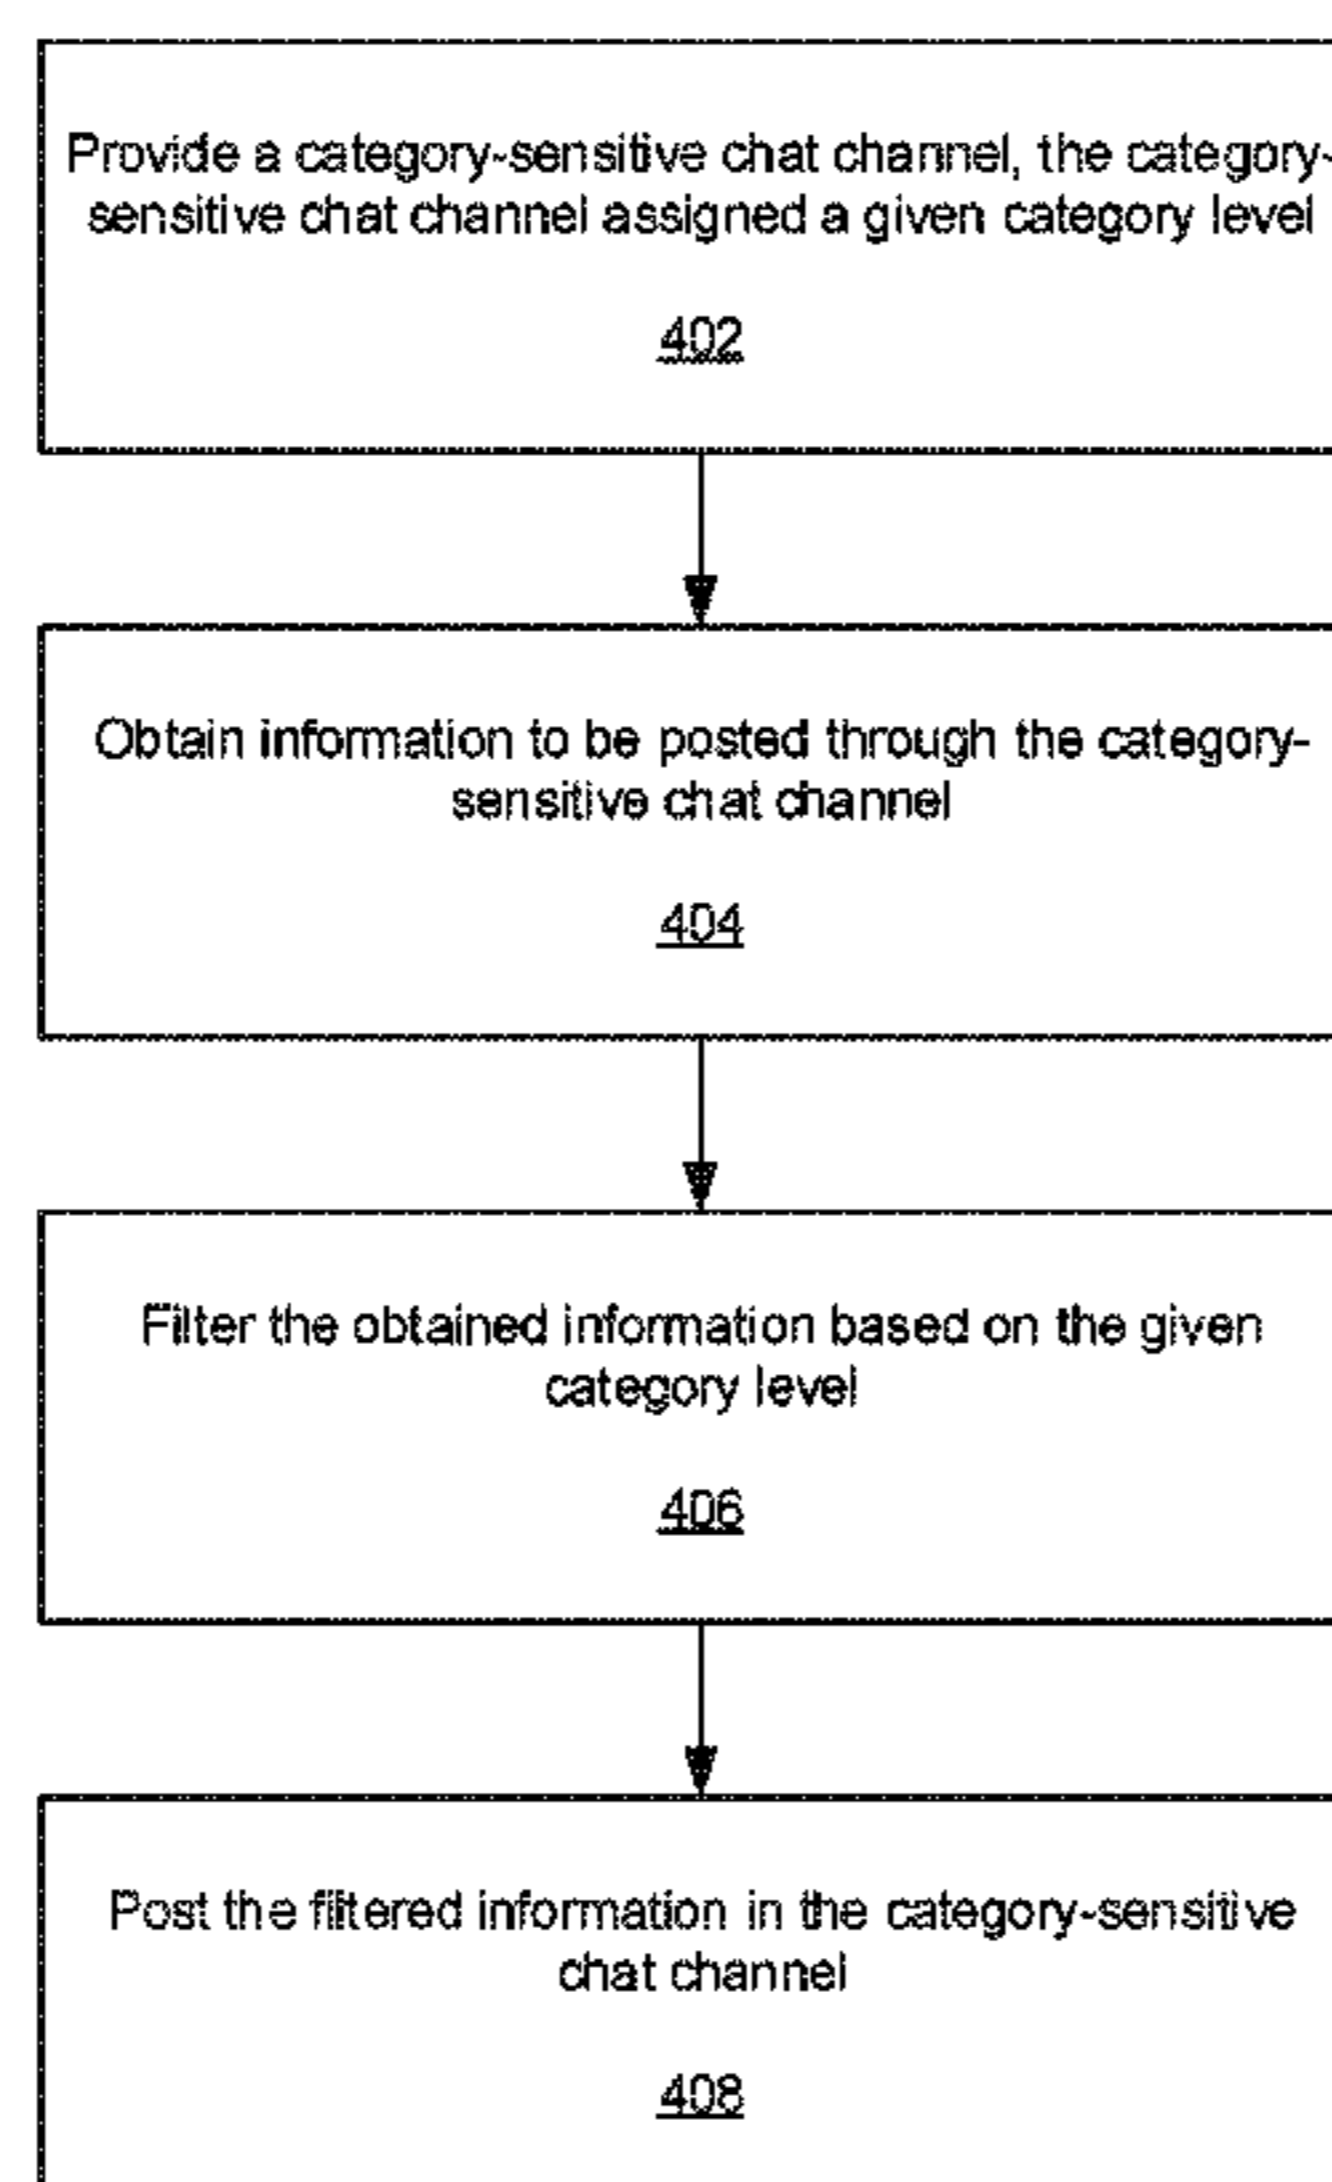 Provide a category-sensitive chat channel, the category-
sensitive chat channel assigned a given category level
402
Obtain information to be posted through the category-
sensitive chat channel
404
Filter the obtained information based on the given
category level
406
Post the filtered information in the category-sensitive
chat channel
408